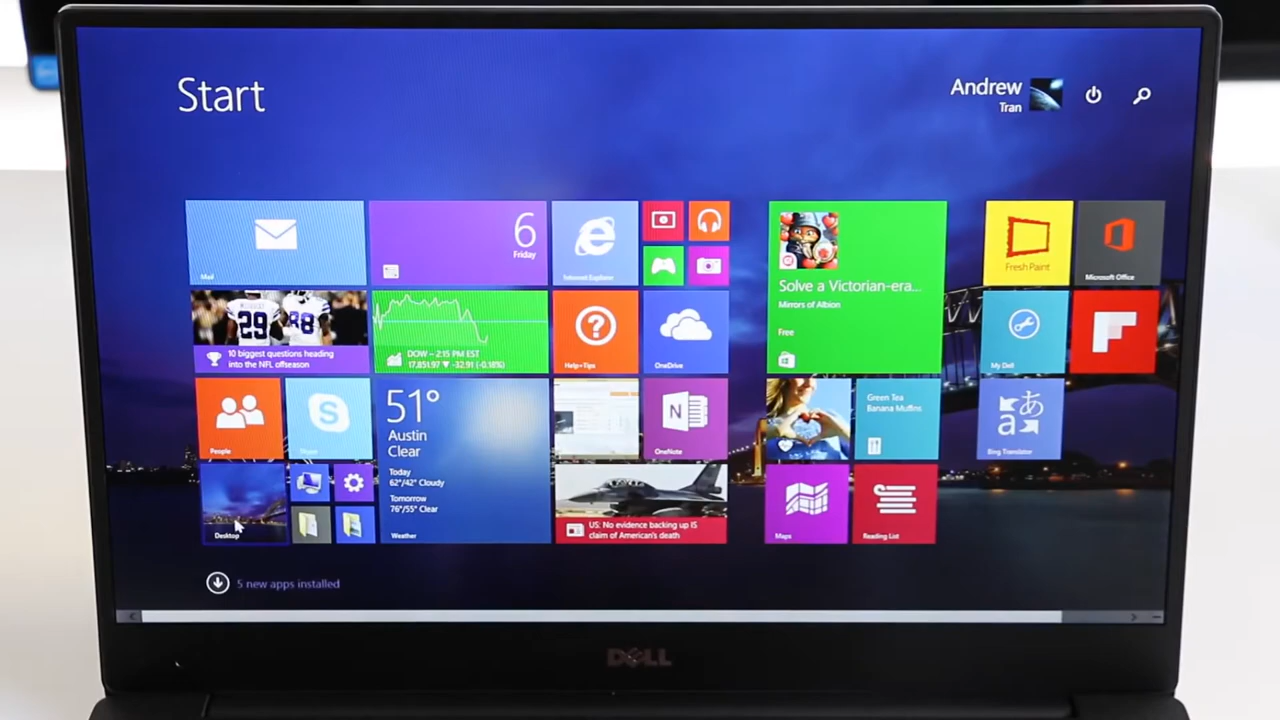 Start
Andrew
Tran
Mail
6
Friday
Internet Explorer
Solve a Victorian-era...
Mirrors of Albion
Free
Fresh Paint
Microsoft Office
29
88
10 biggest questions heading
into the NFL offseason
DOW – 2:15 PM EST
17,851.97 ▼ -32.91 (-0.18%)
Help+Tips
OneDrive
My Dell
People
Skype
51°
Austin
Clear
Today
62°/42° Cloudy
Tomorrow
76°/55° Clear
Weather
OneNote
Green Tea
Banana Muffins
Bing Translator
Desktop
US: No evidence backing up IS
claim of American's death
Maps
Reading List
5 new apps installed
DELL